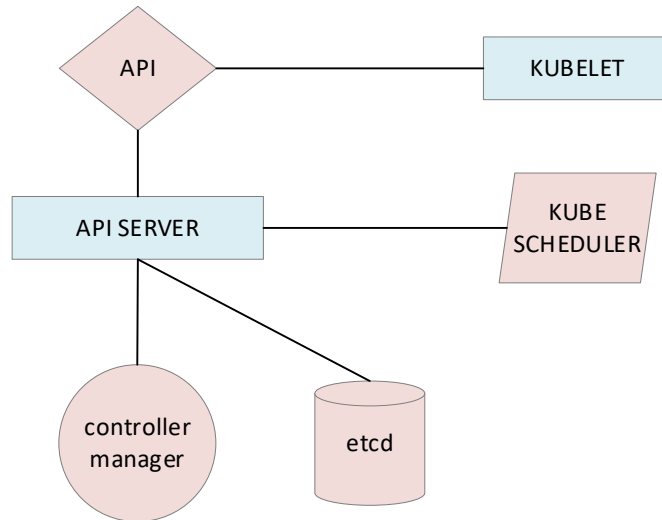 API
KUBELET
API SERVER
KUBE
SCHEDULER
controller
manager
etcd